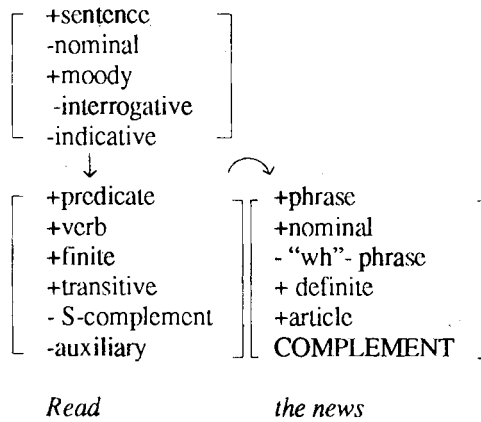 +sentence
-nominal
+moody
-interrogative
-indicative
+predicate
+verb
+finite
+transitive
- S-complement
-auxiliary
+phrase
+nominal
- "wh"- phrase
+ definite
+article
COMPLEMENT
Read
the news